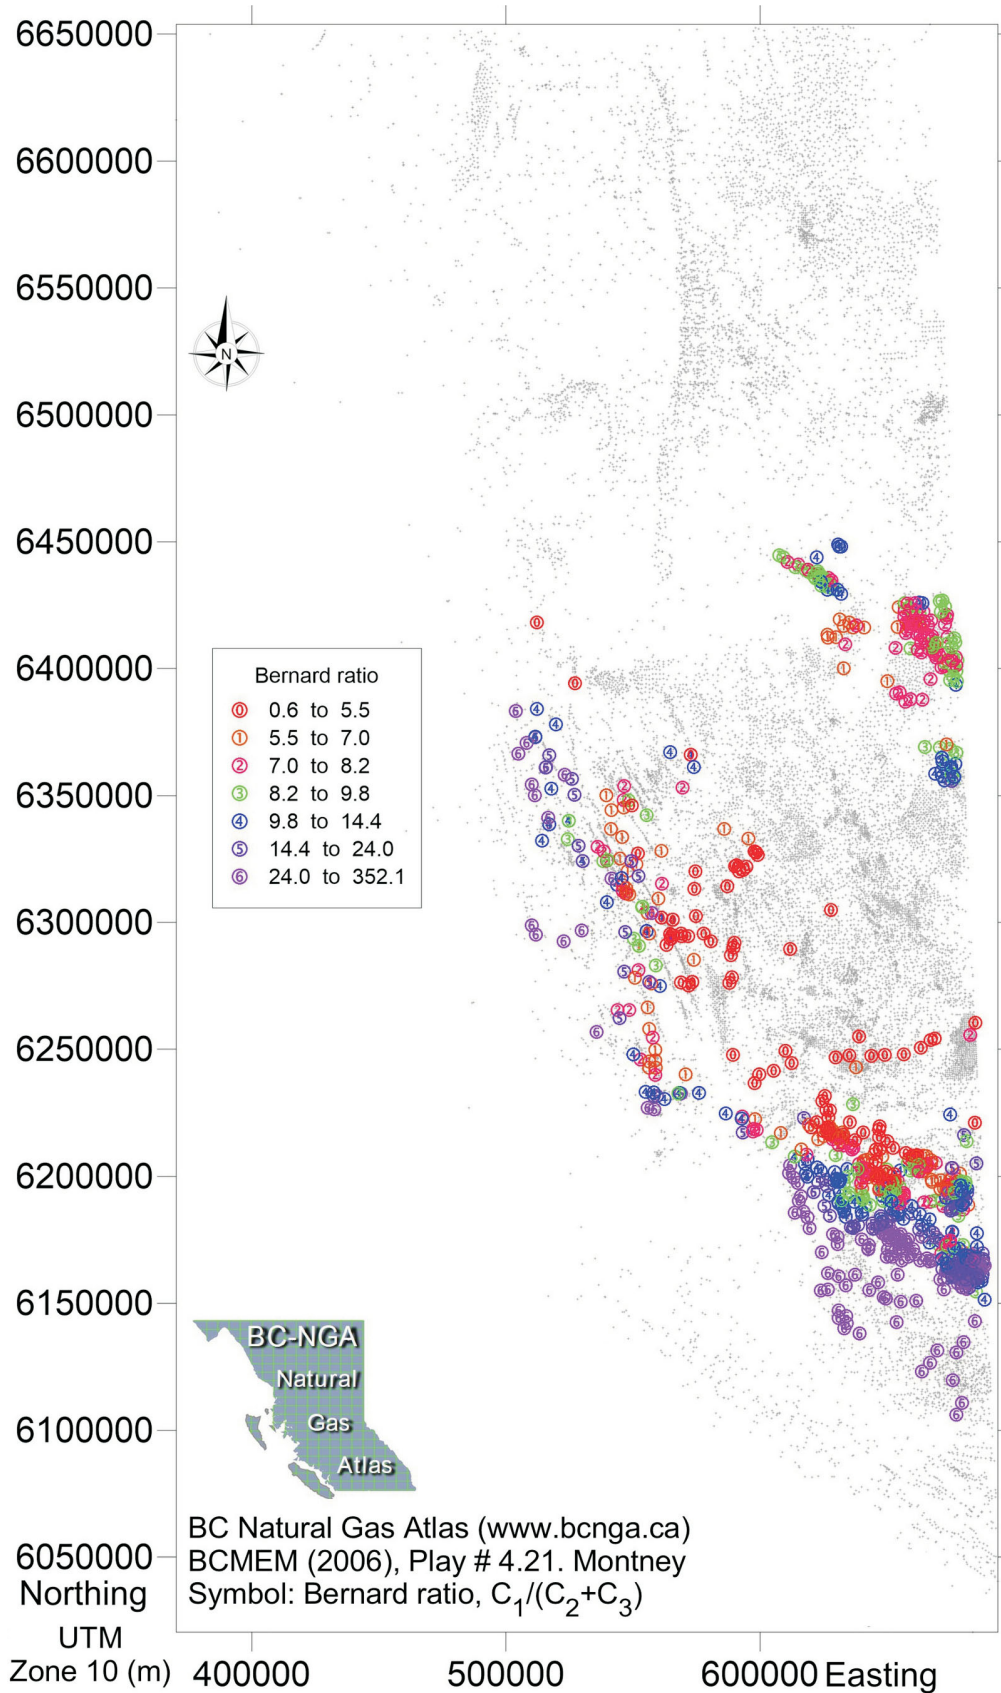 6650000
6600000
6550000
N
6500000
6450000
6400000
Bernard ratio
0 0.6 to 5.5
1 5.5 to 7.0
2 7.0 to 8.2
3 8.2 to 9.8
4 9.8 to 14.4
5 14.4 to 24.0
6 24.0 to 352.1
6350000
6300000
6250000
6200000
6150000
BC-NGA
Natural
Gas
Atlas
6100000
BC Natural Gas Atlas (www.bcnga.ca)
6050000 BCMEM (2006), Play # 4.21. Montney
Northing Symbol: Bernard ratio, C1/(C2+C3)
UTM
Zone 10 (m) 400000 500000 600000 Easting